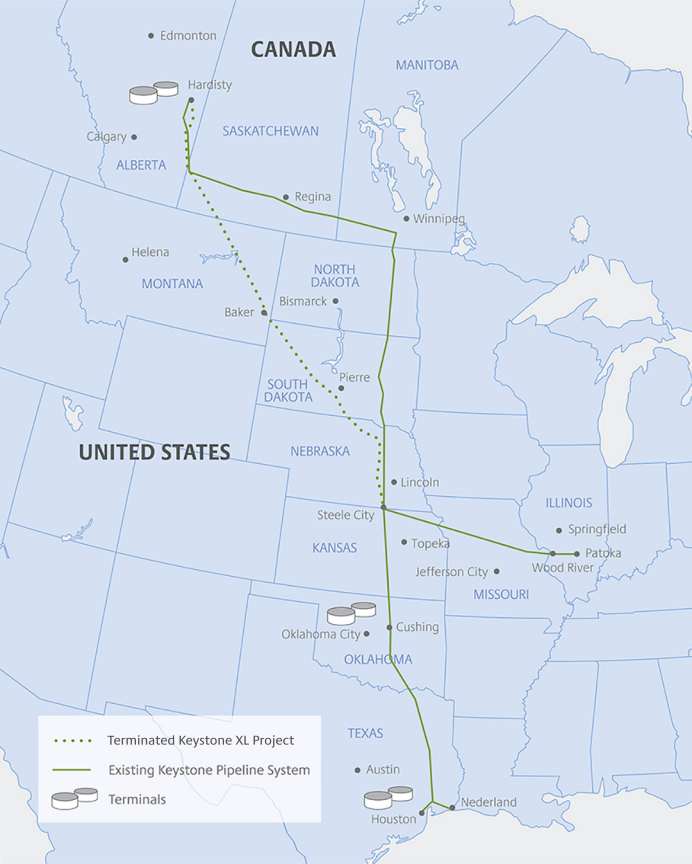 Edmonton
CANADA
MANITOBA
Hardisty
SASKATCHEWAN
Calgary
ALBERTA
Regina
Winnipeg
Helena
MONTANA
NORTH
DAKOTA
Bismarck
Baker
Pierre
SOUTH
DAKOTA
UNITED STATES
NEBRASKA
Lincoln
ILLINOIS
Steele City
Springfield
KANSAS
Topeka
Patoka
Wood River
Jefferson City
MISSOURI
Cushing
Oklahoma City
OKLAHOMA
TEXAS
Terminated Keystone XL Project
Existing Keystone Pipeline System
Austin
Terminals
Nederland
Houston